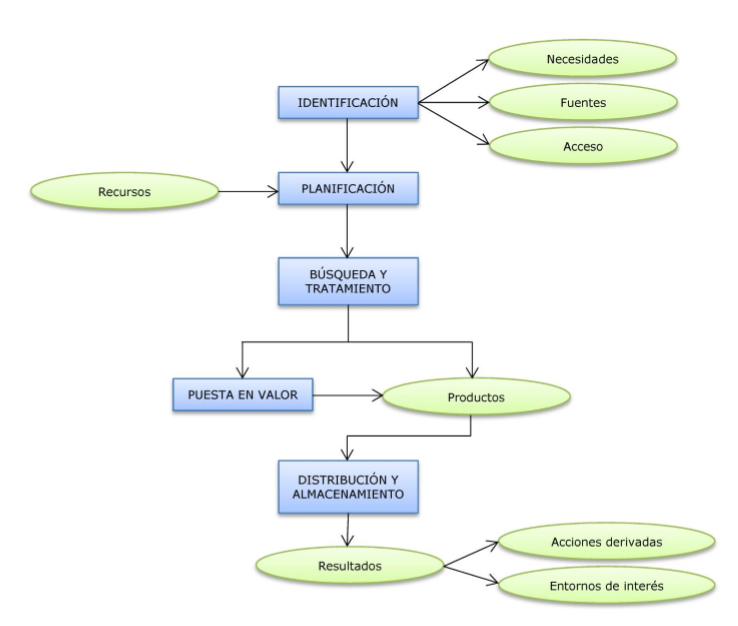 Necesidades
IDENTIFICACIÓN
Fuentes
Acceso
Recursos
PLANIFICACIÓN
BÚSQUEDA Y
TRATAMIENTO
PUESTA EN VALOR
Productos
DISTRIBUCIÓN Y
ALMACENAMIENTO
Acciones derivadas
Resultados
Entornos de interés